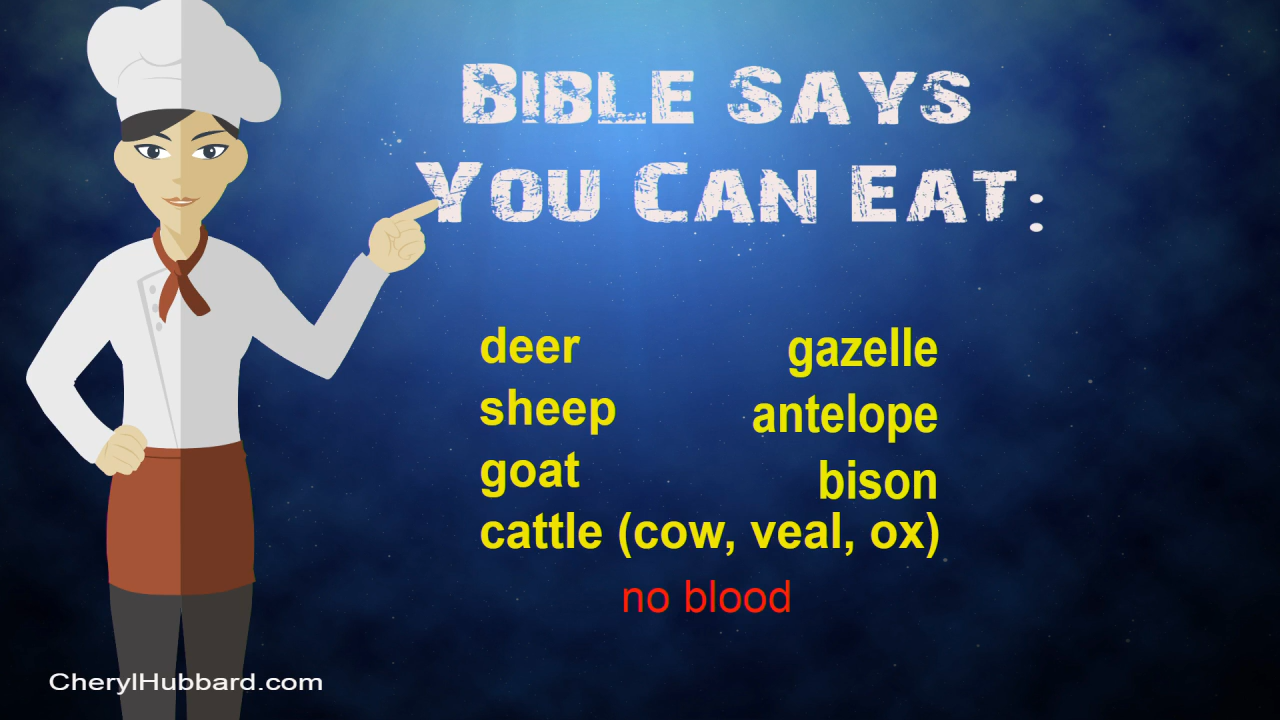 Bible Says
You Can Eat:
deer gazelle
sheep antelope
goat bison
cattle (cow, veal, ox)
no blood
CherylHubbard.com